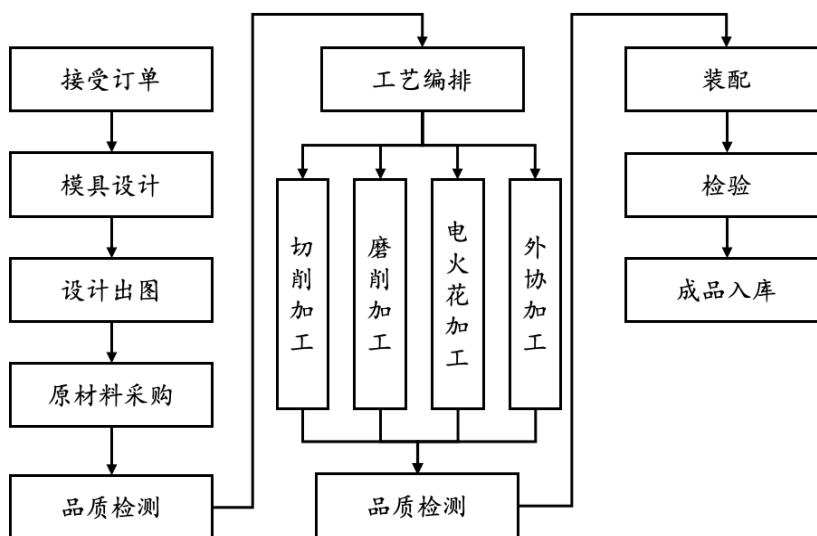 接受订单
模具设计
设计出图
原材料采购
品质检测
工艺编排
切削加工
磨削加工
电火花加工
外协加工
品质检测
装配
检验
成品入库